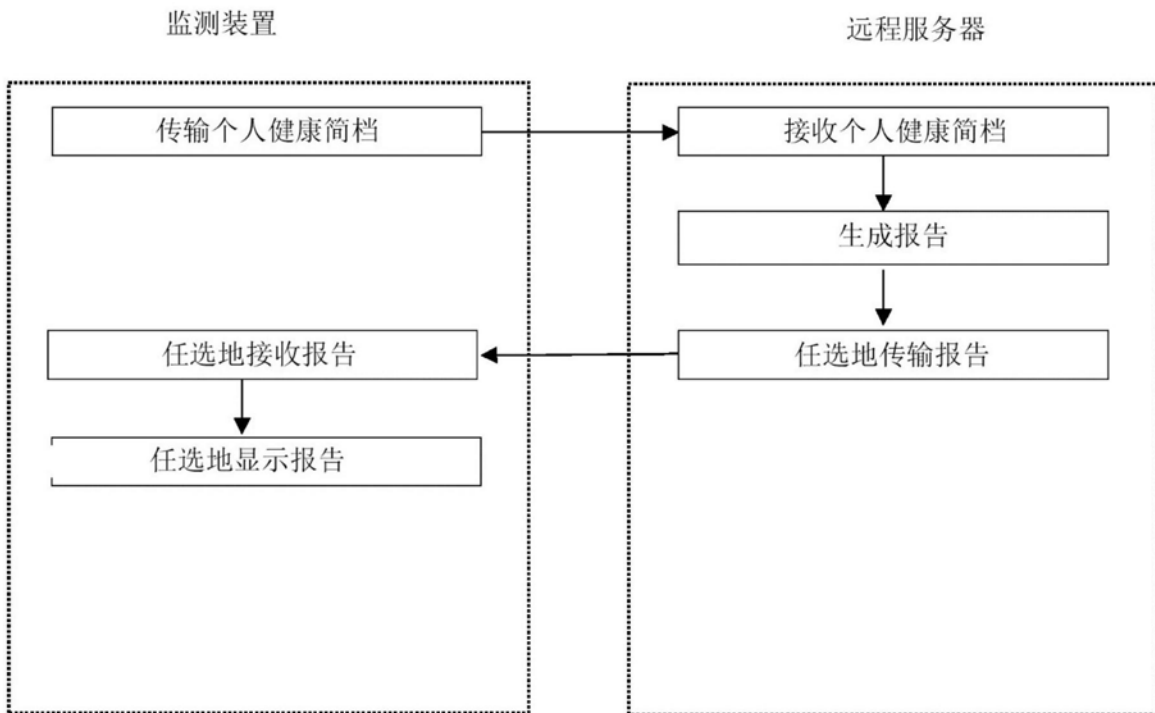 监测装置
远程服务器
传输个人健康简档
接收个人健康简档
生成报告
任选地接收报告
任选地传输报告
任选地显示报告